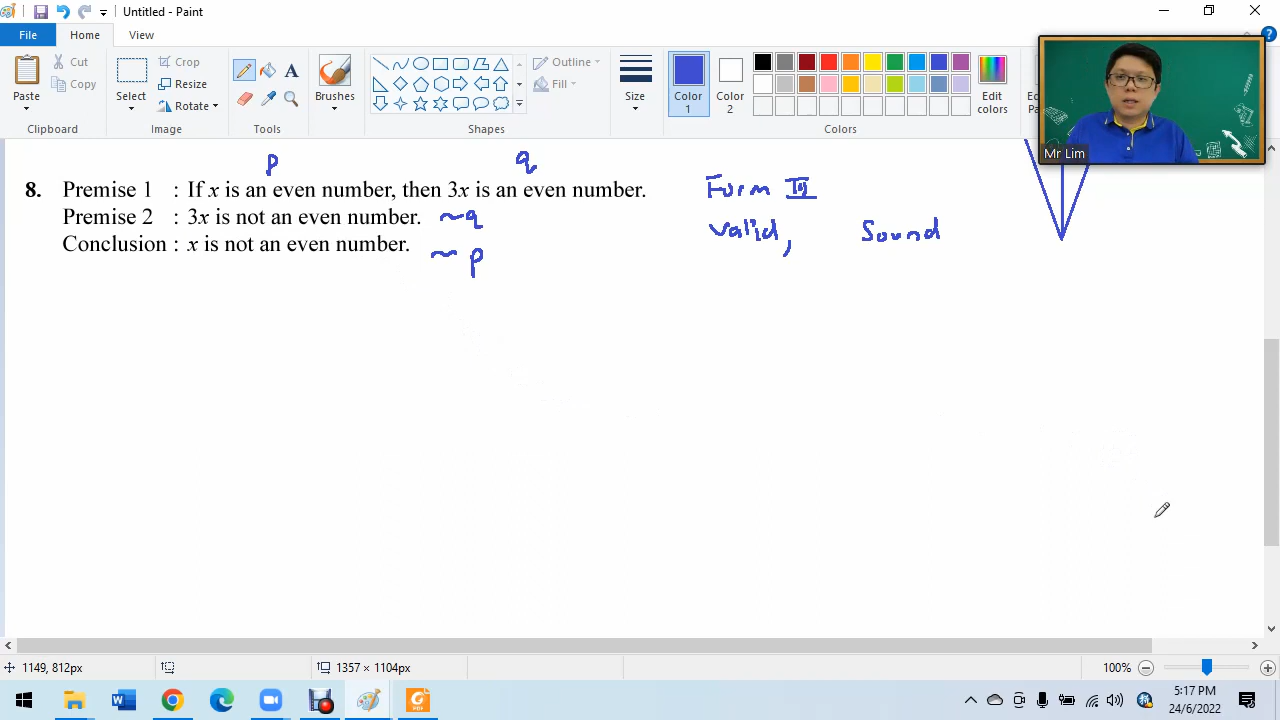 Untitled - Paint
File Home View
Paste Cut Copy
Clipboard
Select Crop Resize Rotate
Image
Tools
Brushes
Outline Fill
Shapes
Size
Color 1
Color 2
Edit colors
Colors
Mr Lim
p q
8. Premise 1 : If x is an even number, then 3x is an even number. Form III
Premise 2 : 3x is not an even number. ~q
Valid, Sound
Conclusion : x is not an even number. ~p
1149, 812px 1357 × 1104px 100%
5:17 PM
24/6/2022